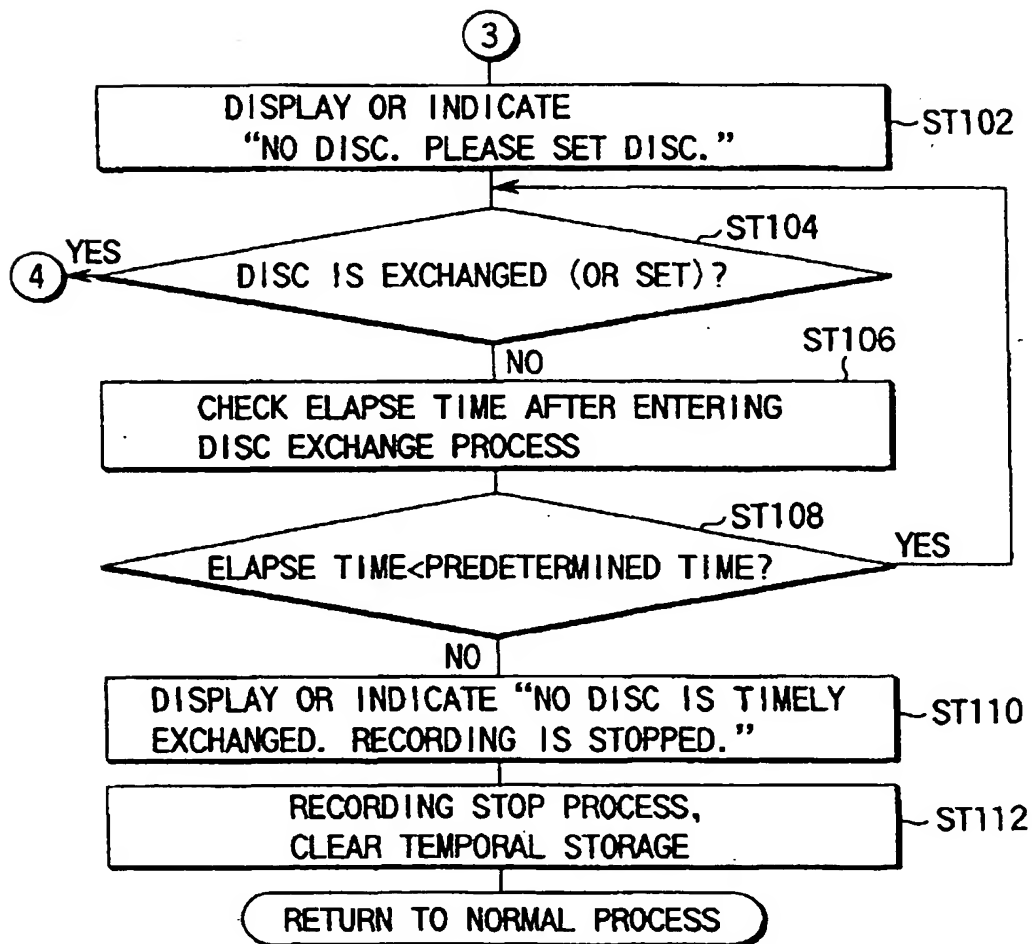 3
DISPLAY OR INDICATE
“NO DISC. PLEASE SET DISC.”
ST102
ST104
YES
4
DISC IS EXCHANGED (OR SET)?
NO
ST106
CHECK ELAPSE TIME AFTER ENTERING
DISC EXCHANGE PROCESS
ST108
YES
ELAPSE TIME<PREDETERMINED TIME?
NO
DISPLAY OR INDICATE “NO DISC IS TIMELY
EXCHANGED. RECORDING IS STOPPED.”
ST110
RECORDING STOP PROCESS,
CLEAR TEMPORAL STORAGE
ST112
RETURN TO NORMAL PROCESS